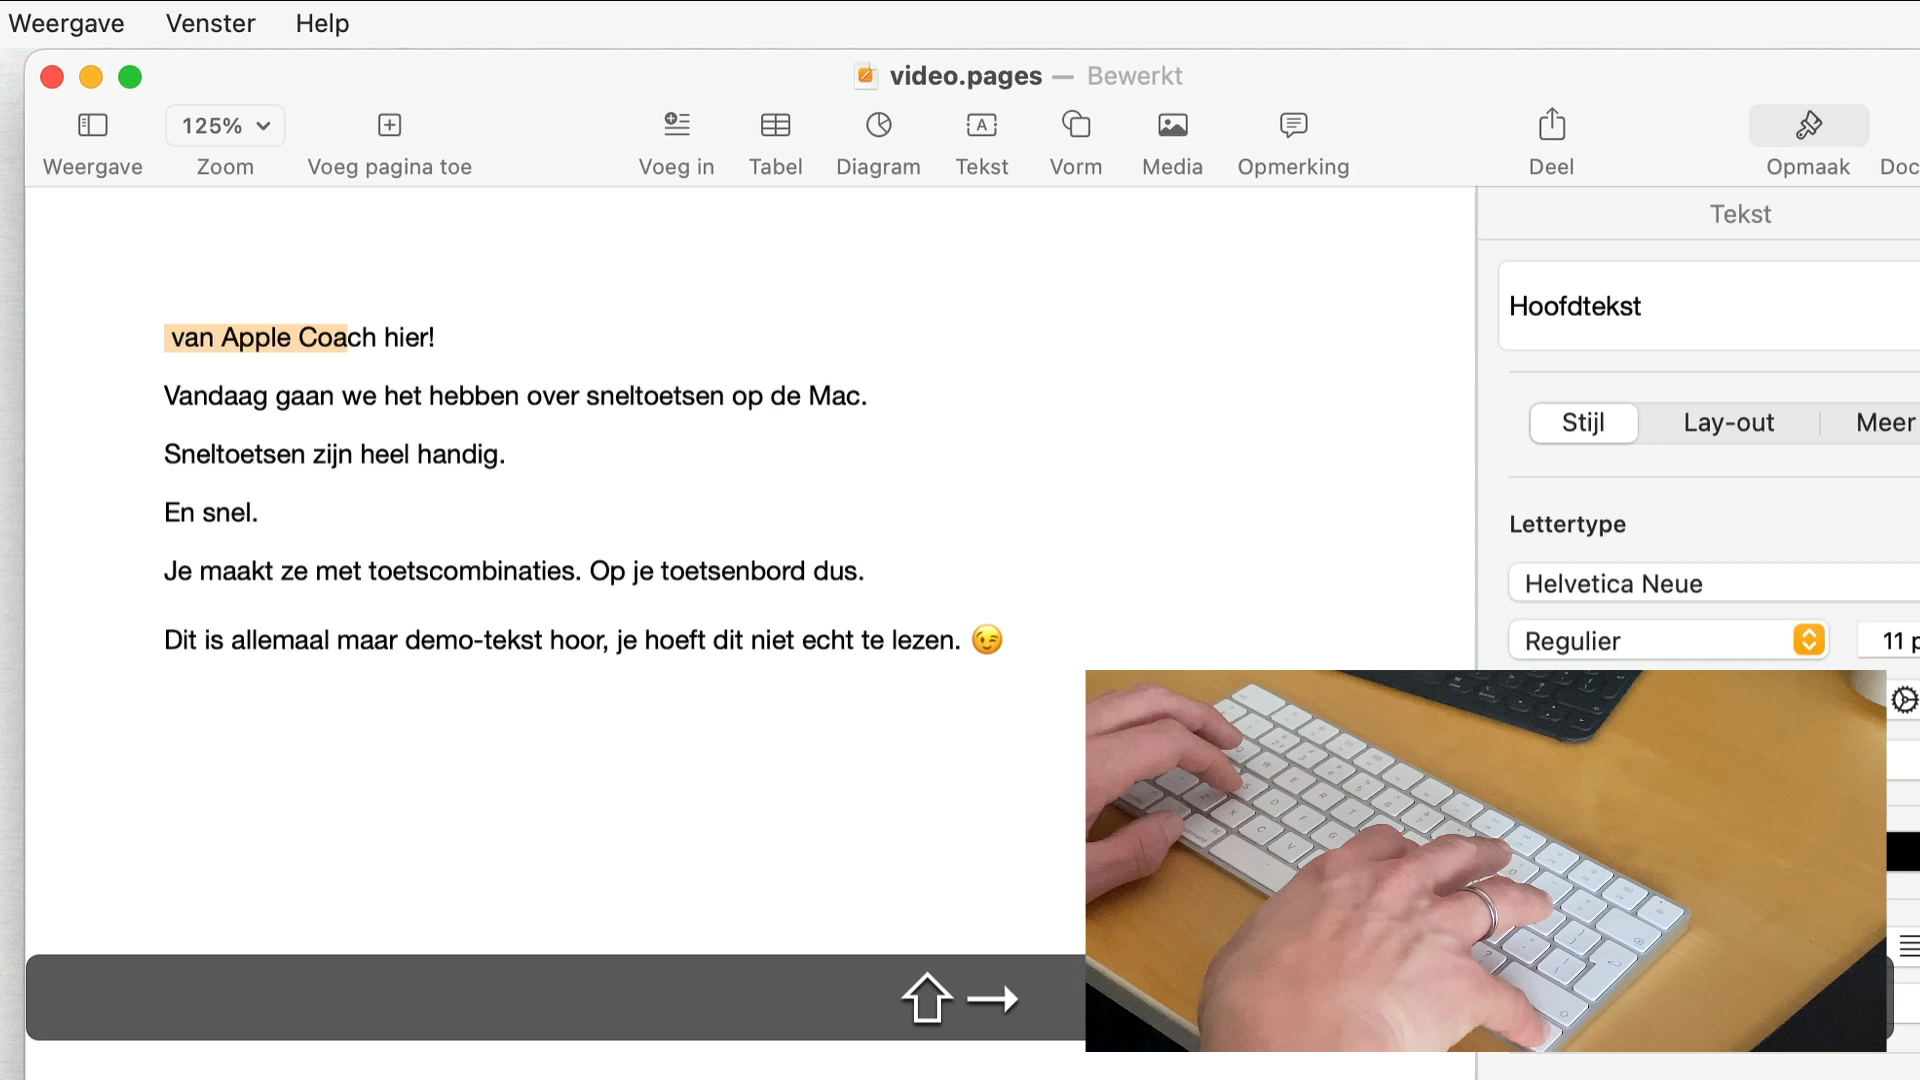 Weergave Venster Help
video.pages — Bewerkt
125%
Weergave Zoom Voeg pagina toe Voeg in Tabel Diagram Tekst Vorm Media Opmerking Deel Opmaak Doc
Tekst
Hoofdtekst
Stijl Lay-out Meer
Lettertype
Helvetica Neue
Regulier 11 p
van Apple Coach hier!
Vandaag gaan we het hebben over sneltoetsen op de Mac.
Sneltoetsen zijn heel handig.
En snel.
Je maakt ze met toetscombinaties. Op je toetsenbord dus.
Dit is allemaal maar demo-tekst hoor, je hoeft dit niet echt te lezen. 😉
⇧→